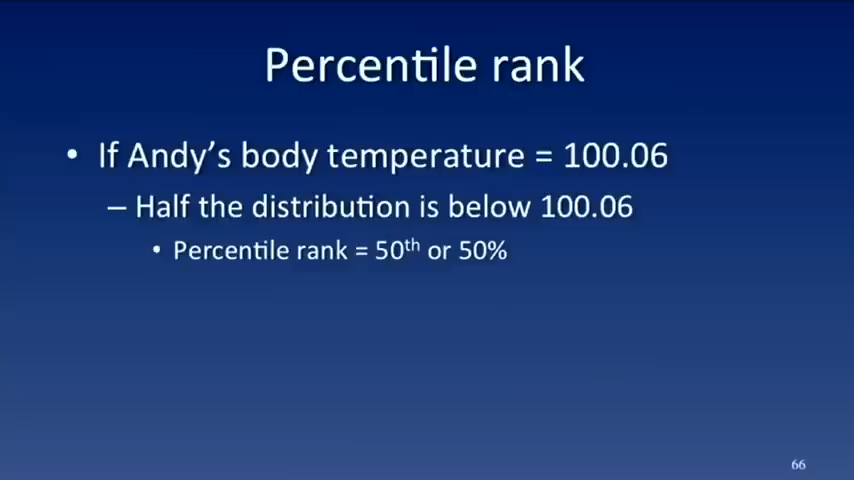 Percentile rank
• If Andy’s body temperature = 100.06
– Half the distribution is below 100.06
• Percentile rank = 50th or 50%
66